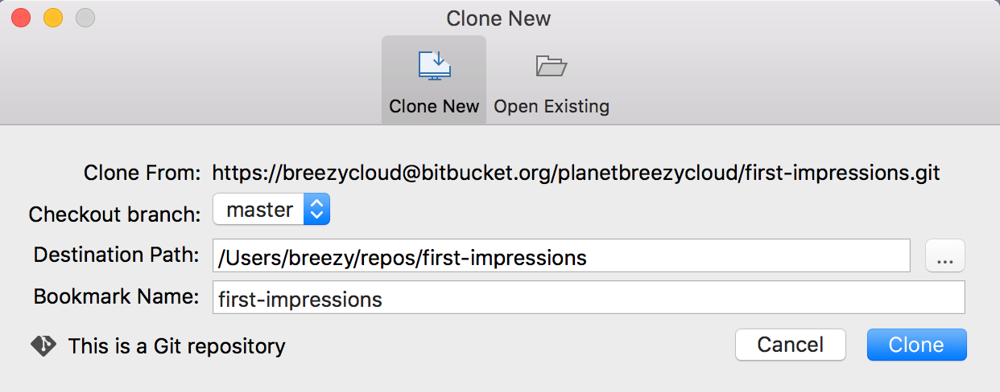 Clone New
Clone New Open Existing
Clone From: https://breezycloud@bitbucket.org/planetbreezycloud/first-impressions.git
Checkout branch: master
Destination Path: /Users/breezy/repos/first-impressions ...
Bookmark Name: first-impressions
This is a Git repository Cancel Clone